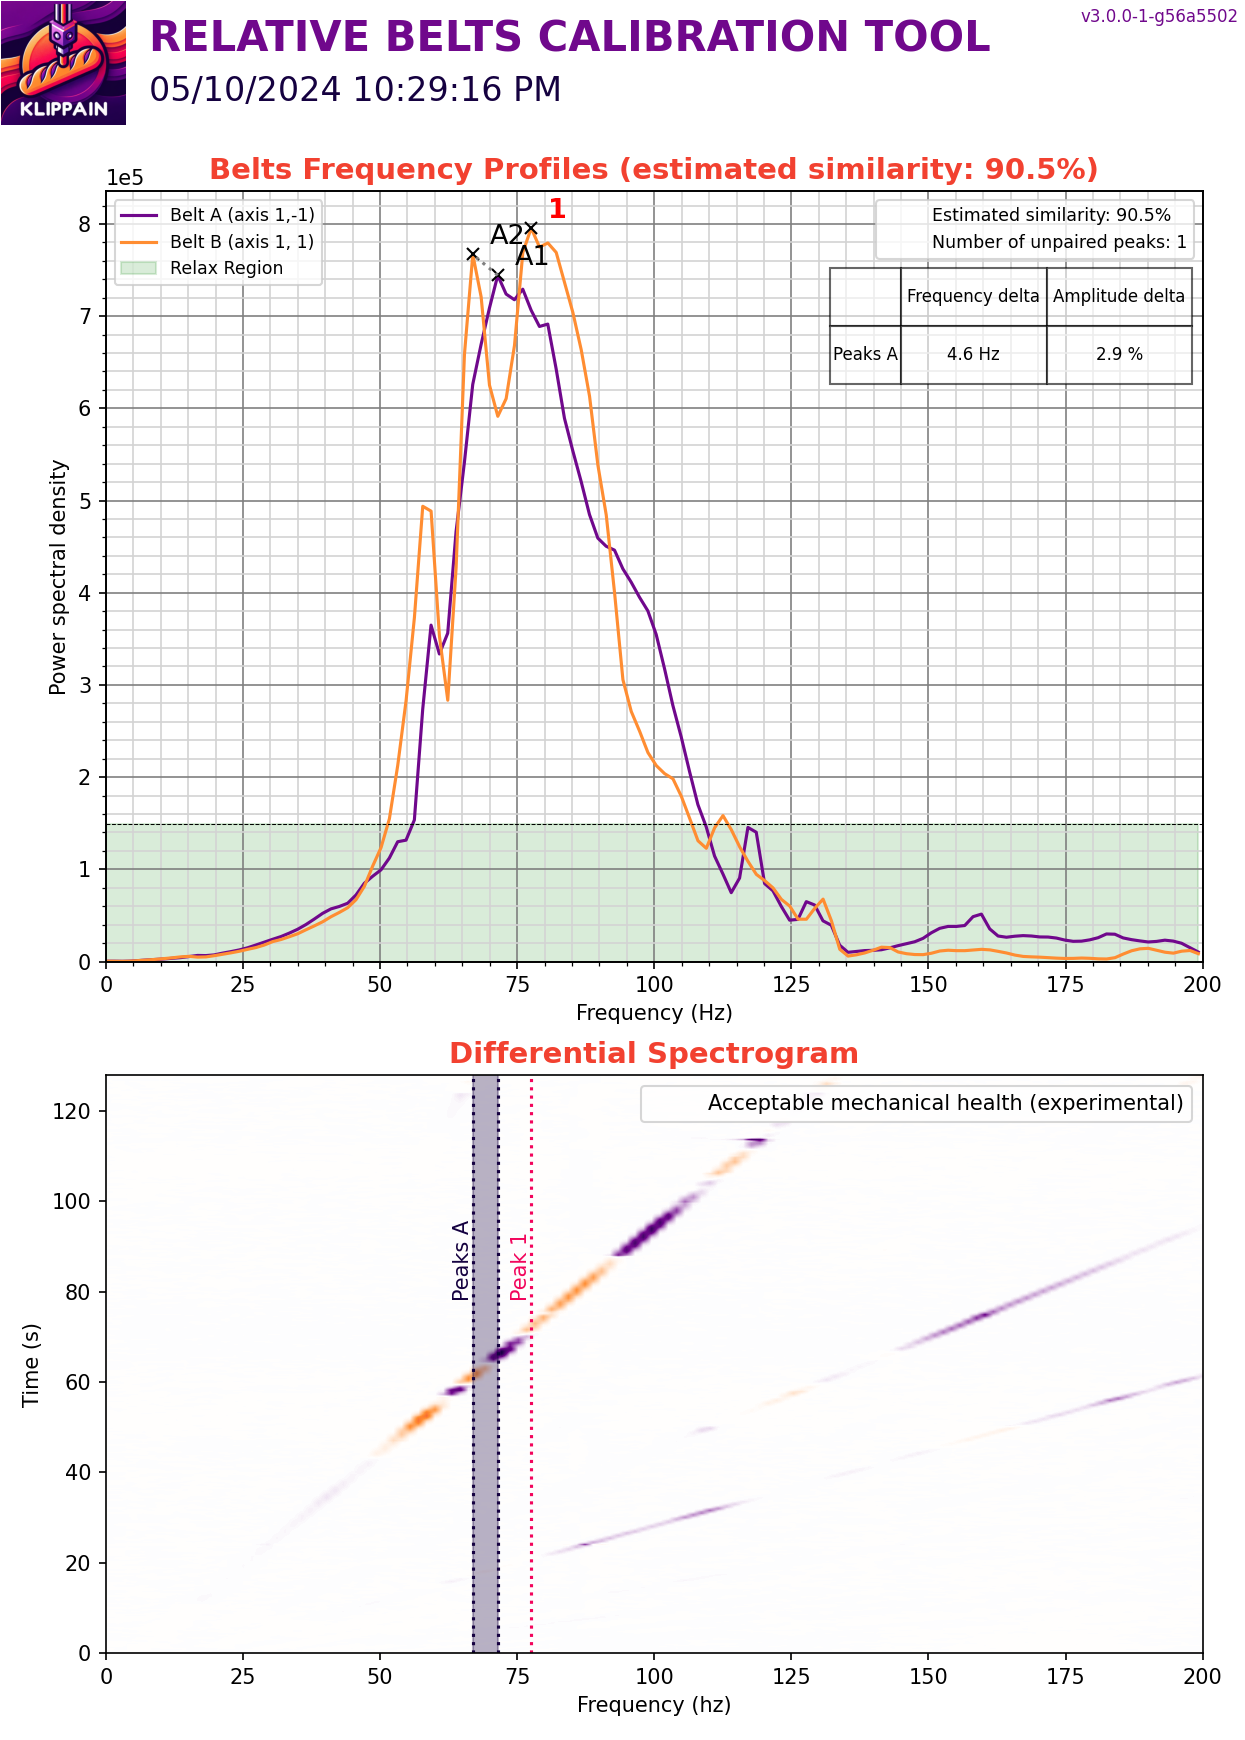 v3.0.0-1-g56a5502
RELATIVE BELTS CALIBRATION TOOL
05/10/2024 10:29:16 PM
KLIPPAIN
Belts Frequency Profiles (estimated similarity: 90.5%)
1e5
Belt A (axis 1,-1)
Belt B (axis 1, 1)
Relax Region
A2
A1
1
Estimated similarity: 90.5%
Number of unpaired peaks: 1
Frequency delta Amplitude delta
Peaks A 4.6 Hz 2.9 %
Power spectral density
8
7
6
5
4
3
2
1
0
0 25 50 75 100 125 150 175 200
Frequency (Hz)
Differential Spectrogram
Acceptable mechanical health (experimental)
Peaks A
Peak 1
Time (s)
120
100
80
60
40
20
0
0 25 50 75 100 125 150 175 200
Frequency (hz)